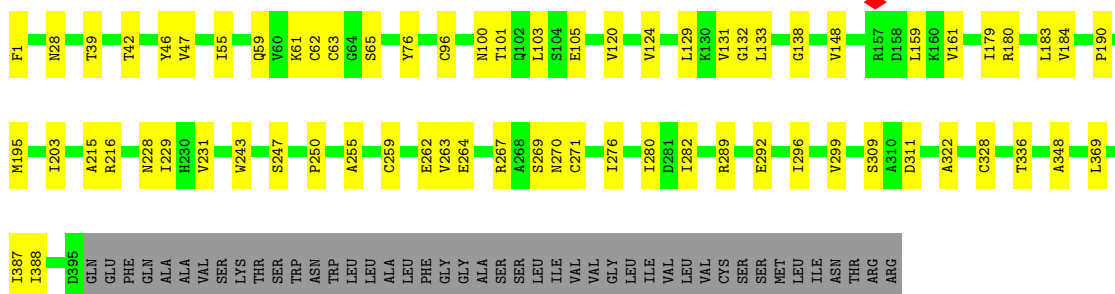 F1 N28 T39 T42 Y46 V47 I55 Q59 V60 K61 C62 C63 G64 S65 Y76 C96 N100 T101 Q102 L103 S104 E105 V120 V124 L129 K130 V131 G132 L133 G138 V148 R157 D158 L159 K160 V161 I179 R180 L183 V184 P190
M195 I203 A215 R216 N228 I229 H230 V231 W243 S247 P250 A255 C259 E262 V263 E264 R267 A268 S269 N270 C271 I276 I280 D281 I282 R289 E292 I296 V299 S309 A310 D311 A322 C328 T336 A348 L369
I387 I388 D395 GLN GLU PHE GLN ALA ALA VAL SER LYS THR SER TRP ASN TRP LEU LEU ALA LEU PHE GLY GLY ALA SER SER LEU ILE VAL VAL GLY LEU ILE VAL LEU VAL CYS SER SER MET LEU ILE ASN THR ARG ARG